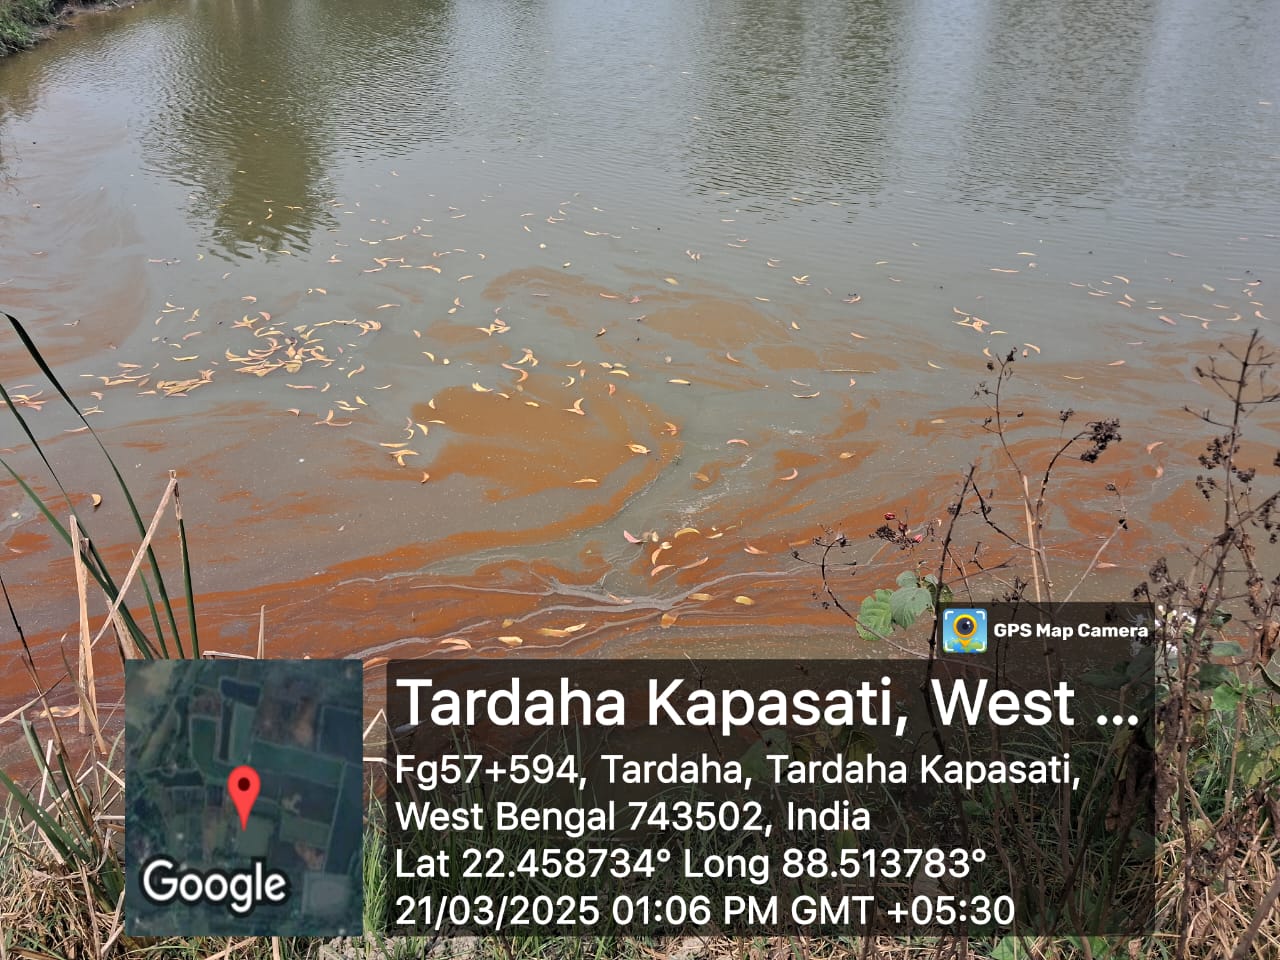 GPS Map Camera
Tardaha Kapasati, West ...
Fg57+594, Tardaha, Tardaha Kapasati,
West Bengal 743502, India
Lat 22.458734° Long 88.513783°
21/03/2025 01:06 PM GMT +05:30
Google